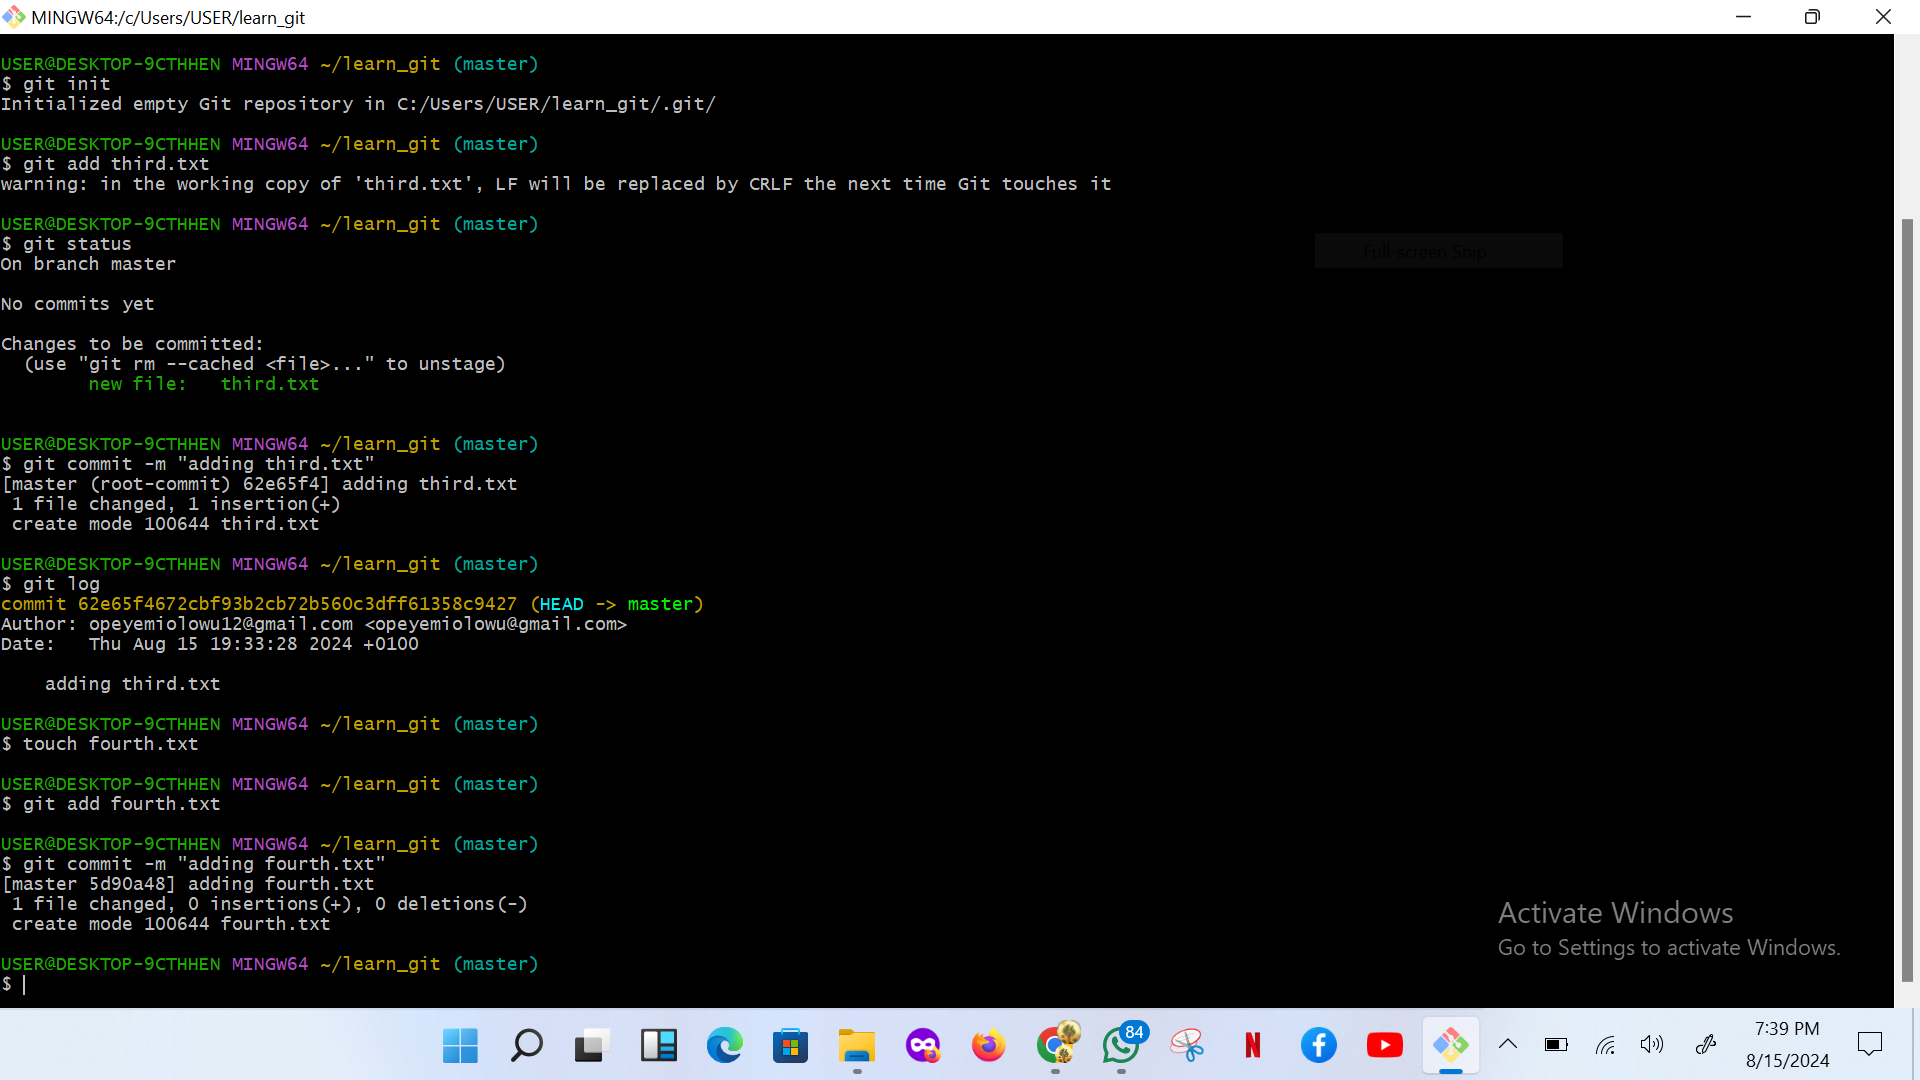 MINGW64:/c/Users/USER/learn_git
USER@DESKTOP-9CTHHEN MINGW64 ~/learn_git (master)
$ git init
Initialized empty Git repository in C:/Users/USER/learn_git/.git/
USER@DESKTOP-9CTHHEN MINGW64 ~/learn_git (master)
$ git add third.txt
warning: in the working copy of 'third.txt', LF will be replaced by CRLF the next time Git touches it
USER@DESKTOP-9CTHHEN MINGW64 ~/learn_git (master)
$ git status
On branch master
Full-screen Snip
No commits yet
Changes to be committed:
  (use "git rm --cached <file>..." to unstage)
        new file:   third.txt
USER@DESKTOP-9CTHHEN MINGW64 ~/learn_git (master)
$ git commit -m "adding third.txt"
[master (root-commit) 62e65f4] adding third.txt
 1 file changed, 1 insertion(+)
 create mode 100644 third.txt
USER@DESKTOP-9CTHHEN MINGW64 ~/learn_git (master)
$ git log
commit 62e65f4672cbf93b2cb72b560c3dff61358c9427 (HEAD -> master)
Author: opeyemiolowu12@gmail.com <opeyemiolowu@gmail.com>
Date:   Thu Aug 15 19:33:28 2024 +0100
    adding third.txt
USER@DESKTOP-9CTHHEN MINGW64 ~/learn_git (master)
$ touch fourth.txt
USER@DESKTOP-9CTHHEN MINGW64 ~/learn_git (master)
$ git add fourth.txt
USER@DESKTOP-9CTHHEN MINGW64 ~/learn_git (master)
$ git commit -m "adding fourth.txt"
[master 5d90a48] adding fourth.txt
 1 file changed, 0 insertions(+), 0 deletions(-)
 create mode 100644 fourth.txt
USER@DESKTOP-9CTHHEN MINGW64 ~/learn_git (master)
$
Activate Windows
Go to Settings to activate Windows.
84
N
7:39 PM
8/15/2024